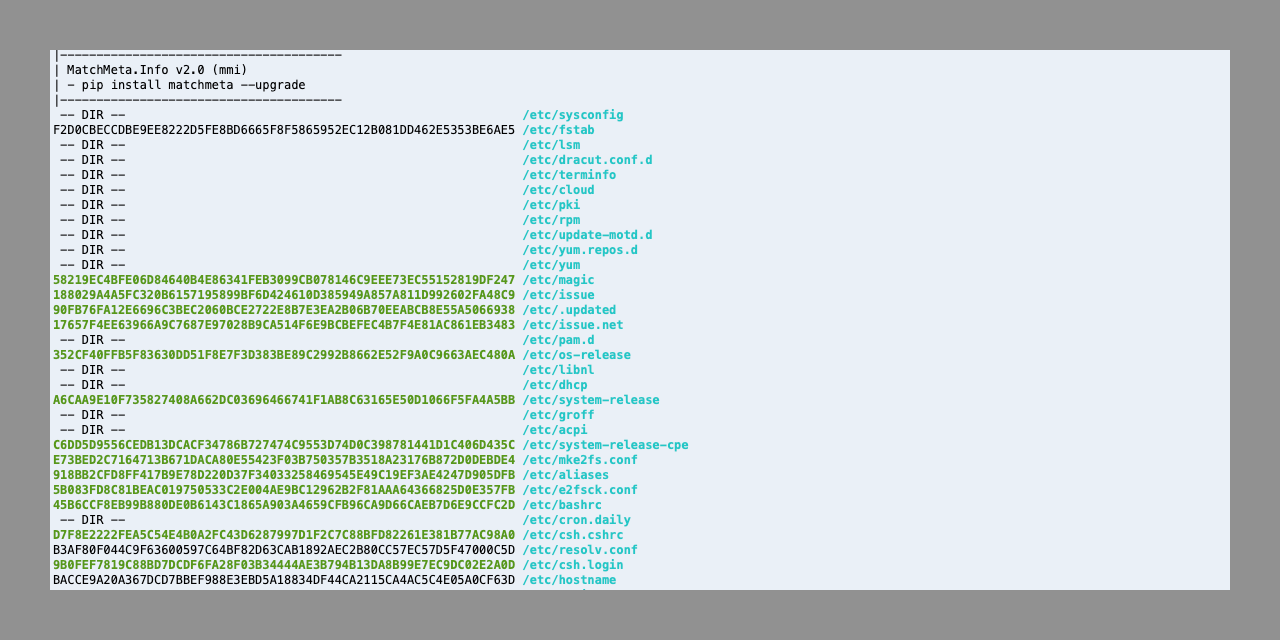 |---------------------------------------
| MatchMeta.Info v2.0 (mmi)
| - pip install matchmeta --upgrade
|---------------------------------------
-- DIR -- /etc/sysconfig
F2D0CBECCDBE9EE8222D5FE8BD6665F8F5865952EC12B081DD462E5353BE6AE5 /etc/fstab
-- DIR -- /etc/lsm
-- DIR -- /etc/dracut.conf.d
-- DIR -- /etc/terminfo
-- DIR -- /etc/cloud
-- DIR -- /etc/pki
-- DIR -- /etc/rpm
-- DIR -- /etc/update-motd.d
-- DIR -- /etc/yum.repos.d
-- DIR -- /etc/yum
58219EC4BFE06D84640B4E86341FEB3099CB078146C9EEE73EC55152819DF247 /etc/magic
188029A4A5FC320B6157195899BF6D424610D385949A857A811D992602FA48C9 /etc/issue
90FB76FA12E6696C3BEC2060BCE2722E8B7E3EA2B06B70EEABCB8E55A5066938 /etc/.updated
17657F4EE63966A9C7687E97028B9CA514F6E9BCBEFEC4B7F4E81AC861EB3483 /etc/issue.net
-- DIR -- /etc/pam.d
352CF40FFB5F83630DD51F8E7F3D383BE89C2992B8662E52F9A0C9663AEC480A /etc/os-release
-- DIR -- /etc/libnl
-- DIR -- /etc/dhcp
A6CAA9E10F735827408A662DC03696466741F1AB8C63165E50D1066F5FA4A5BB /etc/system-release
-- DIR -- /etc/groff
-- DIR -- /etc/acpi
C6DD5D9556CEDB13DCACF34786B727474C9553D74D0C398781441D1C406D435C /etc/system-release-cpe
E73BED2C7164713B671DACA80E55423F03B750357B3518A23176B872D0DEBDE4 /etc/mke2fs.conf
918BB2CFD8FF417B9E78D220D37F34033258469545E49C19EF3AE4247D905DFB /etc/aliases
5B083FD8C81BEAC019750533C2E004AE9BC12962B2F81AAA64366825D0E357FB /etc/e2fsck.conf
45B6CCF8EB99B880DE0B6143C1865A903A4659CFB96CA9D66CAEB7D6E9CCFC2D /etc/bashrc
-- DIR -- /etc/cron.daily
D7F8E2222FEA5C54E4B0A2FC43D6287997D1F2C7C88BFD82261E381B77AC98A0 /etc/csh.cshrc
B3AF80F044C9F63600597C64BF82D63CAB1892AEC2B80CC57EC57D5F47000C5D /etc/resolv.conf
9B0FEF7819C88BD7DCDF6FA28F03B34444AE3B794B13DA8B99E7EC9DC02E2A0D /etc/csh.login
BACCE9A20A367DCD7BBEF988E3EBD5A18834DF44CA2115CA4AC5C4E05A0CF63D /etc/hostname